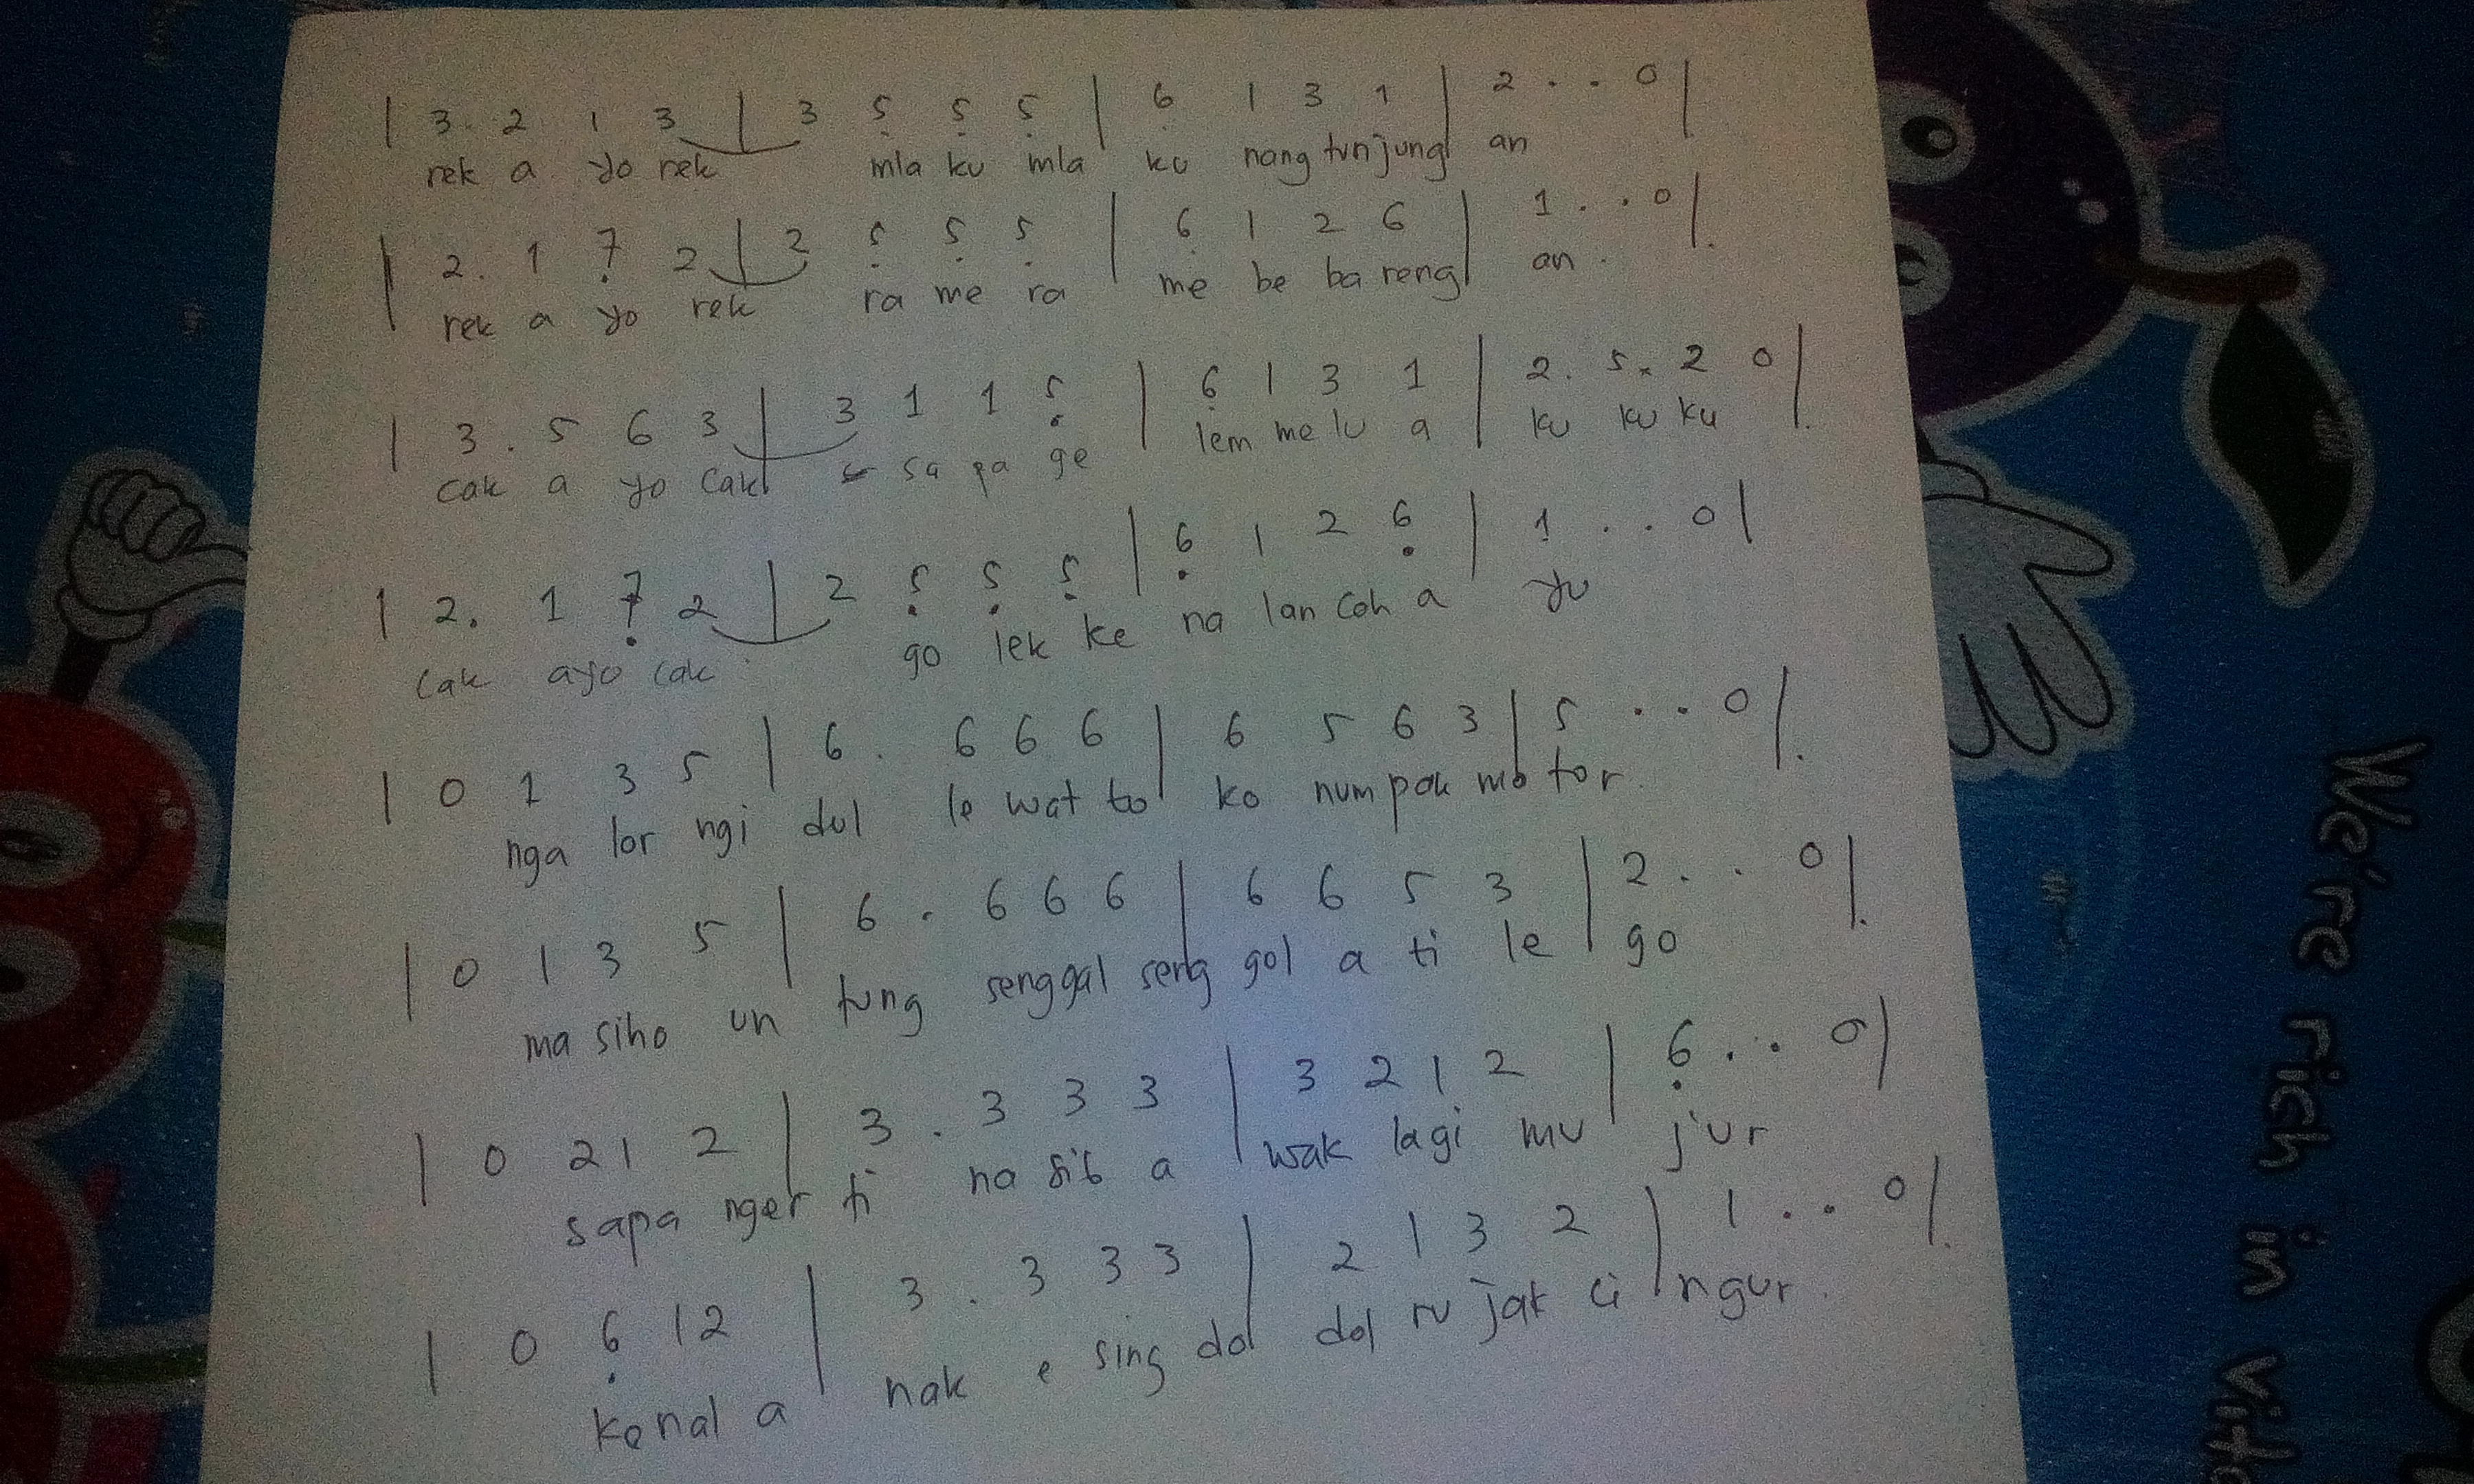 | 3. 2 1 3 | 3 5̣ 5̣ 5̣ | 6̣ 1 3 1 | 2 . . 0 |
rek a yo rek mla ku mla ku nang tunjung an
| 2. 1 7̣ 2 | 2 5̣ 5̣ 5̣ | 6̣ 1 2 6 | 1 . . 0 |
rek a yo rek ra me ra me be ba reng an
| 3 . 5 6 3 | 3 1 1 5̣ | 6̣ 1 3 1 | 2. 5. 2 0 |
cak a yo cak sa pa ge lem me lu a ku ku ku
| 2. 1 7̣ 2 | 2 5̣ 5̣ 5̣ | 6̣ 1 2 6̣ | 1 . . 0 |
cak ayo cak go lek ke na lan coh a yu
| 0 1 3 5 | 6 . 6 6 6 | 6 5 6 3 | 5 . . 0 |
nga lor ngi dul le wat to ko num pak mo tor
| 0 1 3 5 | 6 . 6 6 6 | 6 6 5 3 | 2 . . 0 |
ma siho un tung senggal seng gol a ti le go
| 0 2 1 2 | 3 . 3 3 3 | 3 2 1 2 | 6̣ . . 0 |
sapa nger ti na sib a wak lagi mu jur
| 0 6̣ 1 2 | 3 . 3 3 3 | 2 1 3 2 | 1 . . 0 |
kenal a nak e sing dol dol ru jak ci ngur
We're rich in vit